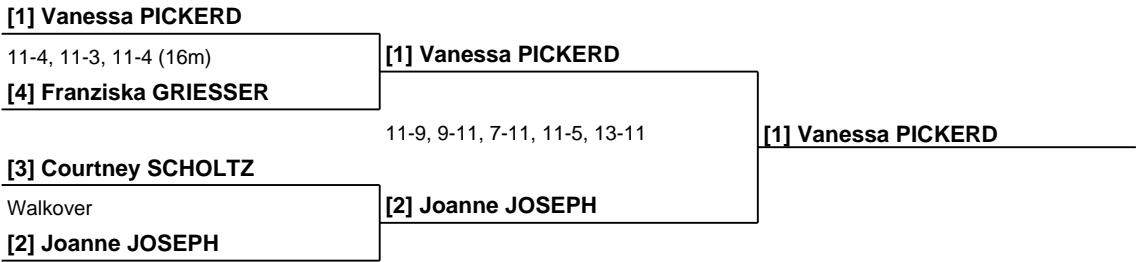 [1] Vanessa PICKERD
11-4, 11-3, 11-4 (16m)
[1] Vanessa PICKERD
[4] Franziska GRIESSER
11-9, 9-11, 7-11, 11-5, 13-11
[1] Vanessa PICKERD
[3] Courtney SCHOLTZ
Walkover
[2] Joanne JOSEPH
[2] Joanne JOSEPH